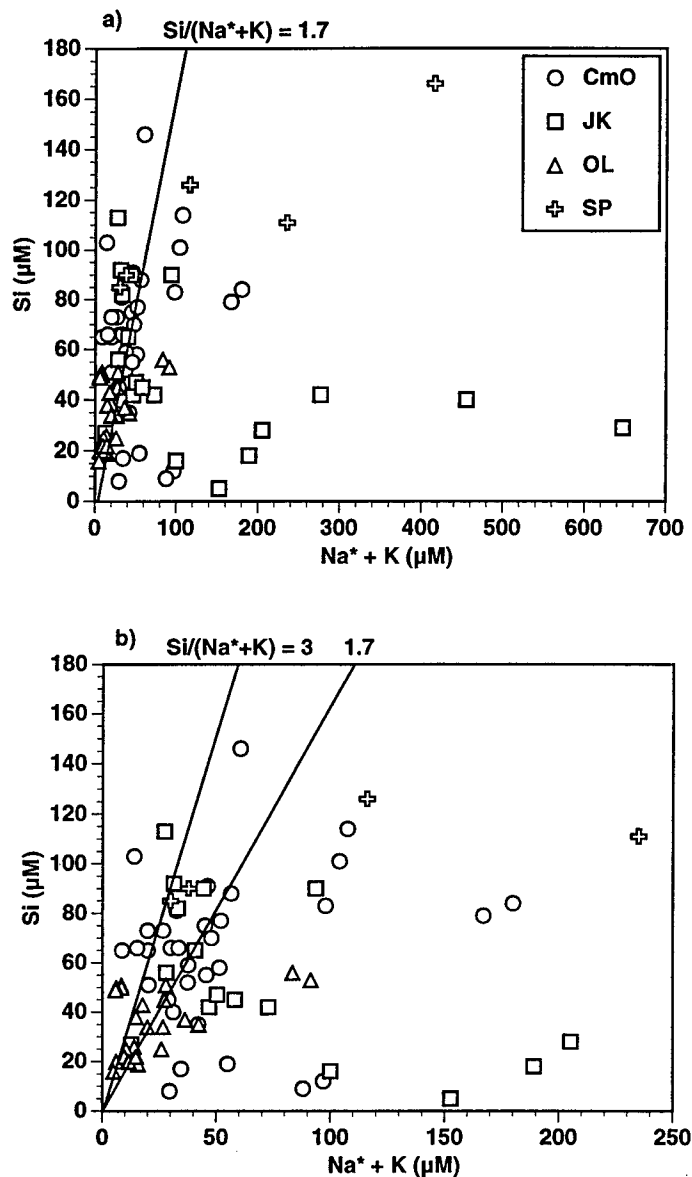 a)
Si/(Na*+K) = 1.7
180
160
140
120
100
80
60
40
20
0
Si (µM)
CmO
JK
OL
SP
0 100 200 300 400 500 600 700
Na* + K (µM)
b) Si/(Na*+K) = 3 1.7
180
160
140
120
100
80
60
40
20
0
Si (µM)
0 50 100 150 200 250
Na* + K (µM)